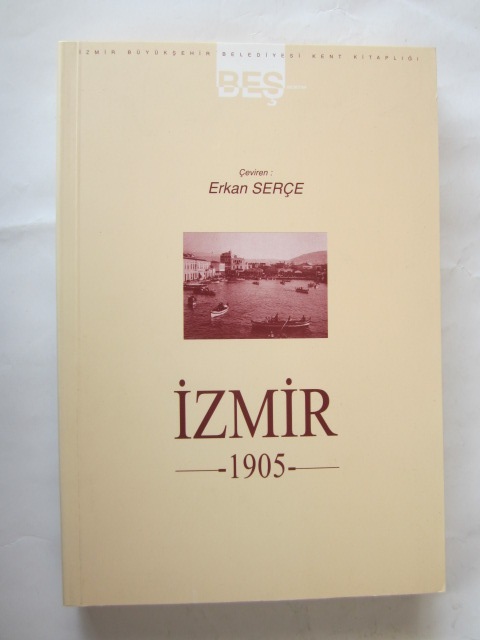 İZMİR BÜYÜKŞEHİR BELEDİYESİ KENT KİTAPLIĞI
BEŞ
Çeviren :
Erkan SERÇE
İZMİR
1905